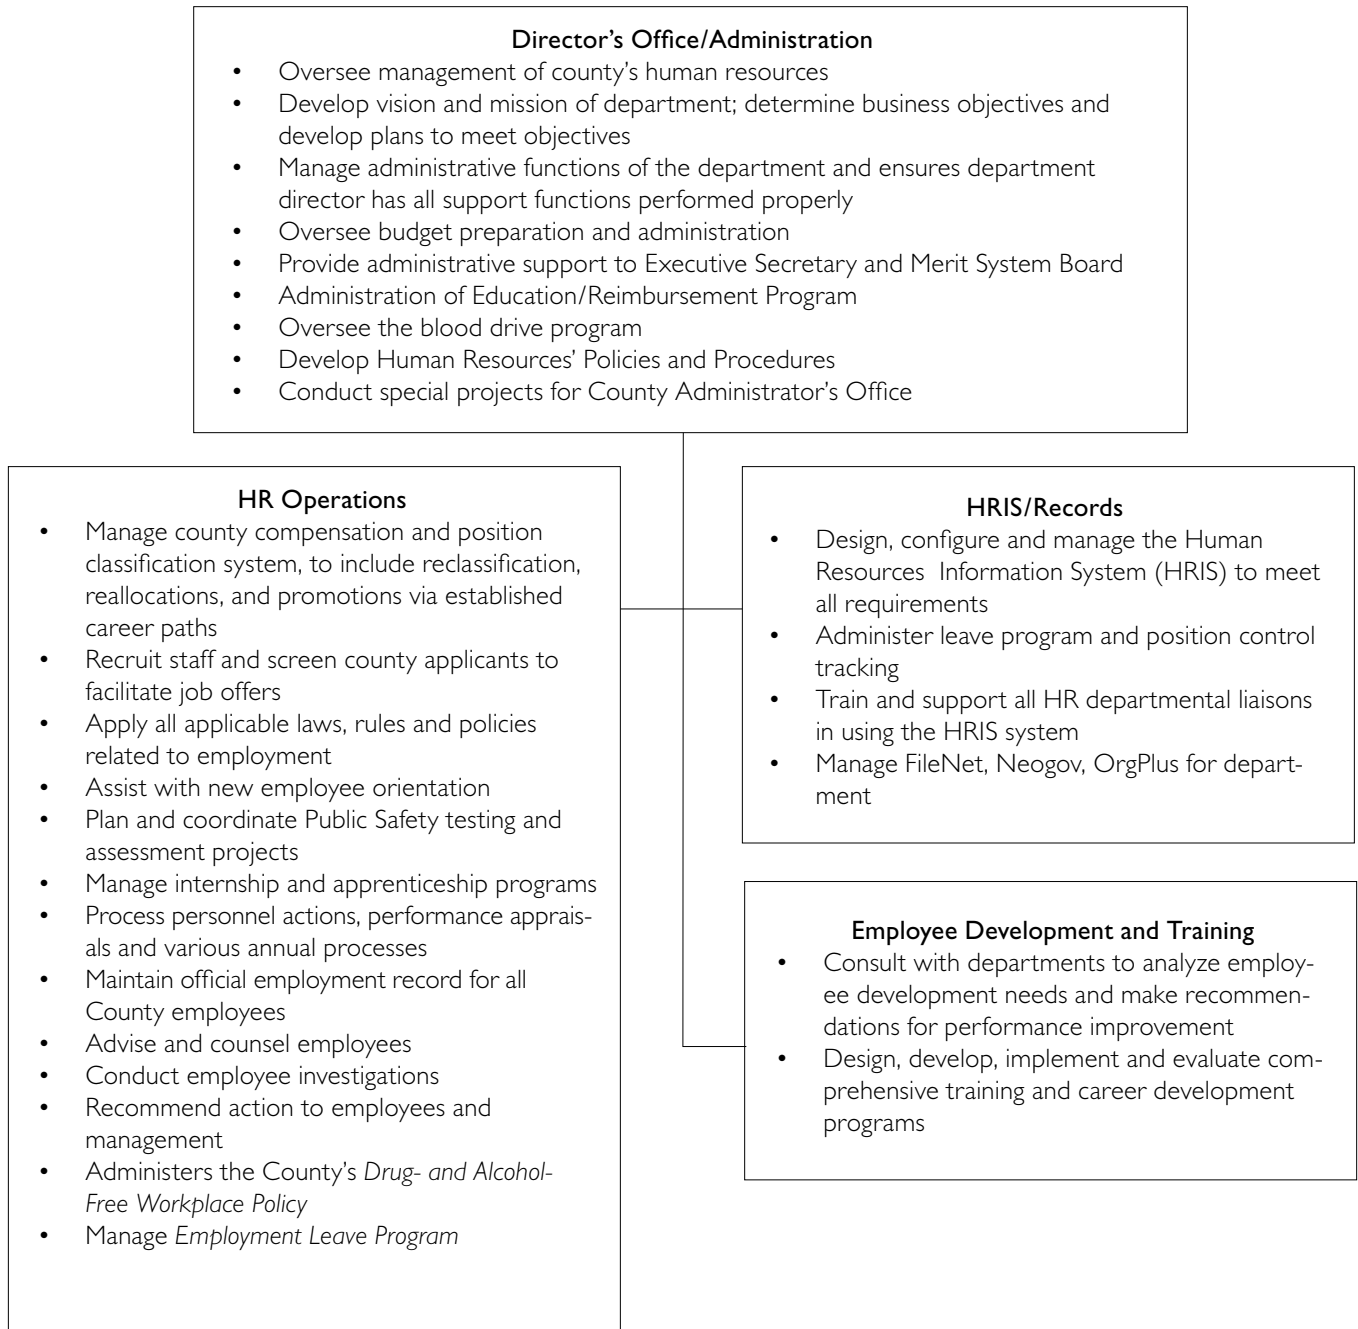 Director’s Office/Administration
• Oversee management of county’s human resources
• Develop vision and mission of department; determine business objectives and
develop plans to meet objectives
• Manage administrative functions of the department and ensures department
director has all support functions performed properly
• Oversee budget preparation and administration
• Provide administrative support to Executive Secretary and Merit System Board
• Administration of Education/Reimbursement Program
• Oversee the blood drive program
• Develop Human Resources’ Policies and Procedures
• Conduct special projects for County Administrator’s Office
HR Operations
• Manage county compensation and position
classification system, to include reclassification,
reallocations, and promotions via established
career paths
• Recruit staff and screen county applicants to
facilitate job offers
• Apply all applicable laws, rules and policies
related to employment
• Assist with new employee orientation
• Plan and coordinate Public Safety testing and
assessment projects
• Manage internship and apprenticeship programs
• Process personnel actions, performance apprais-
als and various annual processes
• Maintain official employment record for all
County employees
• Advise and counsel employees
• Conduct employee investigations
• Recommend action to employees and
management
• Administers the County’s Drug- and Alcohol-
Free Workplace Policy
• Manage Employment Leave Program
HRIS/Records
• Design, configure and manage the Human
Resources Information System (HRIS) to meet
all requirements
• Administer leave program and position control
tracking
• Train and support all HR departmental liaisons
in using the HRIS system
• Manage FileNet, Neogov, OrgPlus for depart-
ment
Employee Development and Training
• Consult with departments to analyze employ-
ee development needs and make recommen-
dations for performance improvement
• Design, develop, implement and evaluate com-
prehensive training and career development
programs